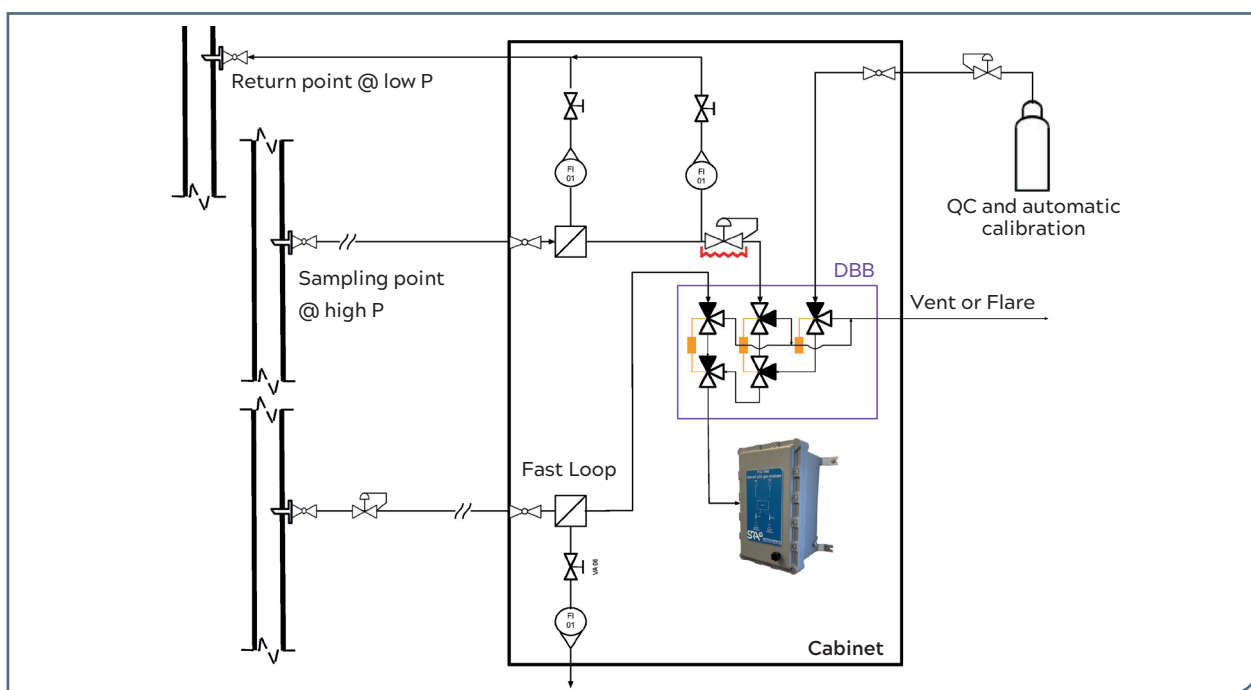 Return point @ low P
FI
01
FI
01
QC and automatic
calibration
Sampling point
@ high P
DBB
Vent or Flare
Fast Loop
VA 06
FI
01
Cabinet